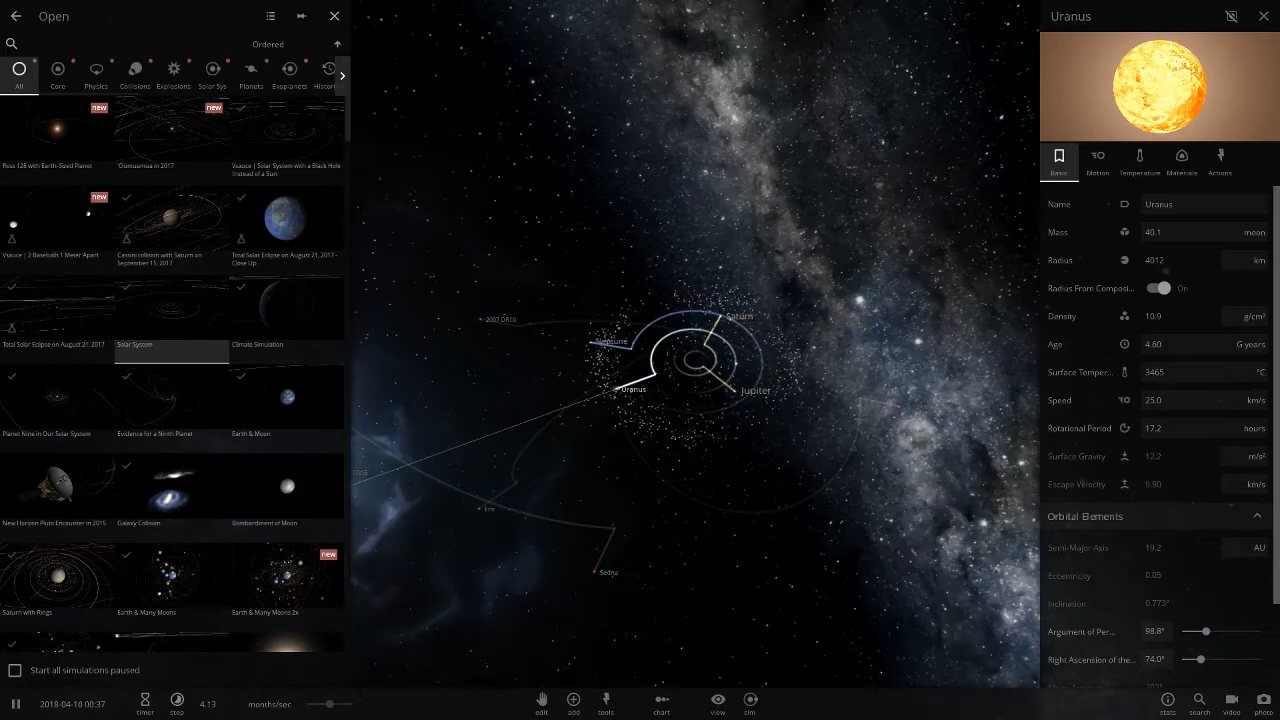 Open
Ordered
All
Core
Physics
Collisions
Explosions
Solar Sys
Planets
Exoplanets
Histori
new
new
Ross 128 with Earth-Sized Planet
'Oumuamua in 2017
Vsauce | Solar System with a Black Hole
Instead of a Sun
new
Vsauce | 2 Baseballs 1 Meter Apart
Cassini collision with Saturn on
September 15, 2017
Total Solar Eclipse on August 21, 2017 -
Close Up
Total Solar Eclipse on August 21, 2017
Solar System
Climate Simulation
Planet Nine in Our Solar System
Evidence for a Ninth Planet
Earth & Moon
New Horizon Pluto Encounter in 2015
Galaxy Collision
Bombardment of Moon
new
Saturn with Rings
Earth & Many Moons
Earth & Many Moons 2x
Start all simulations paused
2018-04-10 00:37
timer
step
4.13
months/sec
2007 OR10
Neptune
Saturn
Uranus
Jupiter
Eris
Sedna
edit
add
tools
chart
view
sim
Uranus
Basic
Motion
Temperature
Materials
Actions
Name Uranus
Mass 40.1 moon
Radius 4012 km
Radius From Composi... On
Density 10.9 g/cm³
Age 4.60 G years
Surface Temper... 3465 °C
Speed 25.0 km/s
Rotational Period 17.2 hours
Surface Gravity 12.2 m/s²
Escape Velocity 9.90 km/s
Orbital Elements
Semi-Major Axis 19.2 AU
Eccentricity 0.05
Inclination 0.773°
Argument of Per... 98.8°
Right Ascension of the... 74.0°
stats
search
video
photo